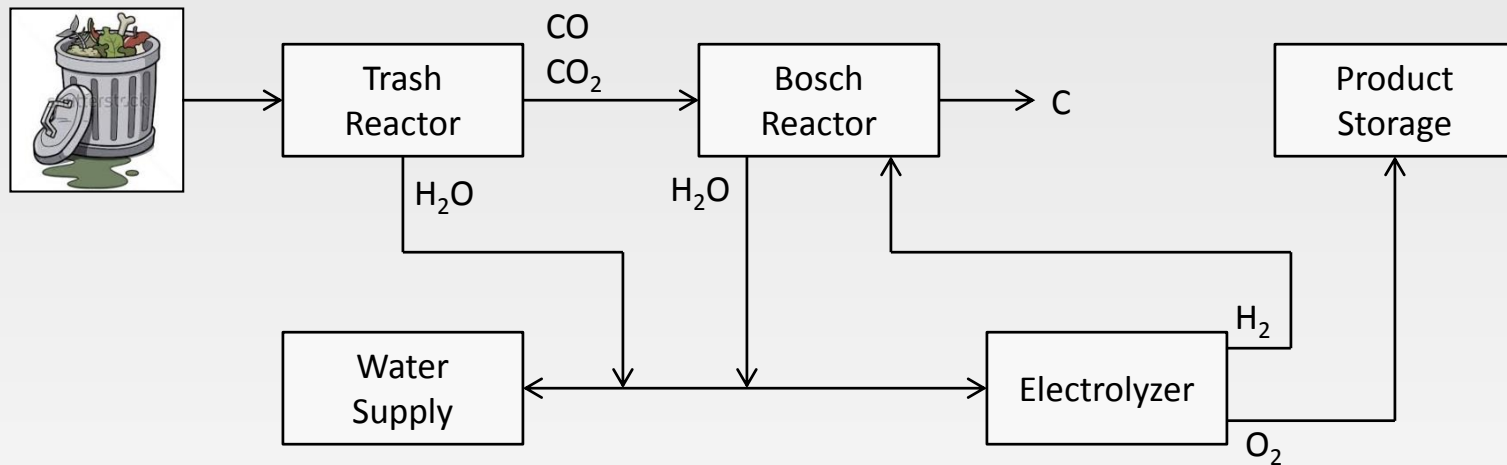 CO
CO₂
Trash
Reactor
Bosch
Reactor
C
Product
Storage
H₂O
H₂O
H₂
Water
Supply
Electrolyzer
O₂